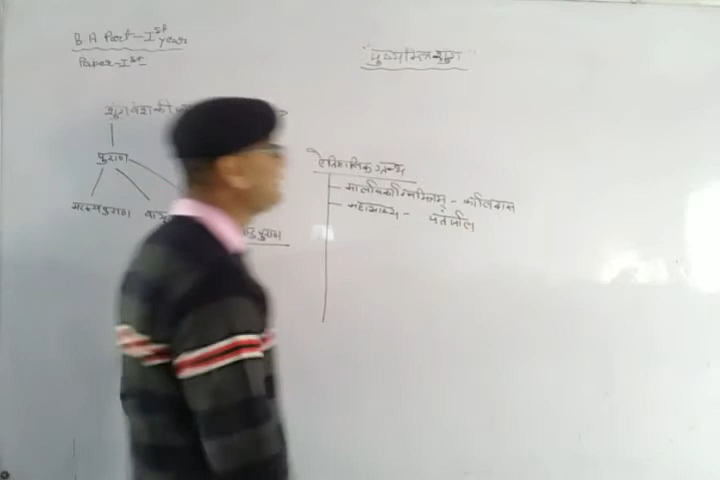 B A Part-Ist year
Paper-Ist
"पुष्यमित्र शुंग"
शुंग वंश की
पुराण
मत्स्यपुराण
पुराण
ऐतिहासिक ग्रन्थ
मालविकाग्निमित्रम् - कालिदास
महाभाष्य - पतंजलि